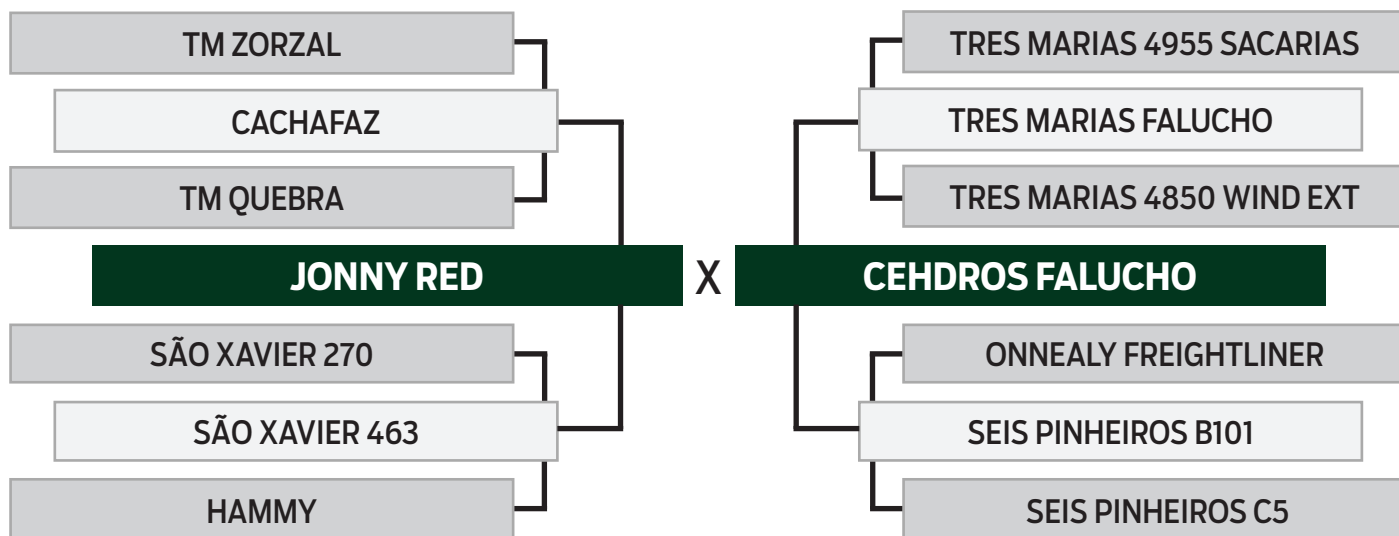 TM ZORZAL
CACHAFAZ
TM QUEBRA
JONNY RED
SÃO XAVIER 270
SÃO XAVIER 463
HAMMY
X
TRES MARIAS 4955 SACARIAS
TRES MARIAS FALUCHO
TRES MARIAS 4850 WIND EXT
CEHDROS FALUCHO
ONNEALY FREIGHTLINER
SEIS PINHEIROS B101
SEIS PINHEIROS C5